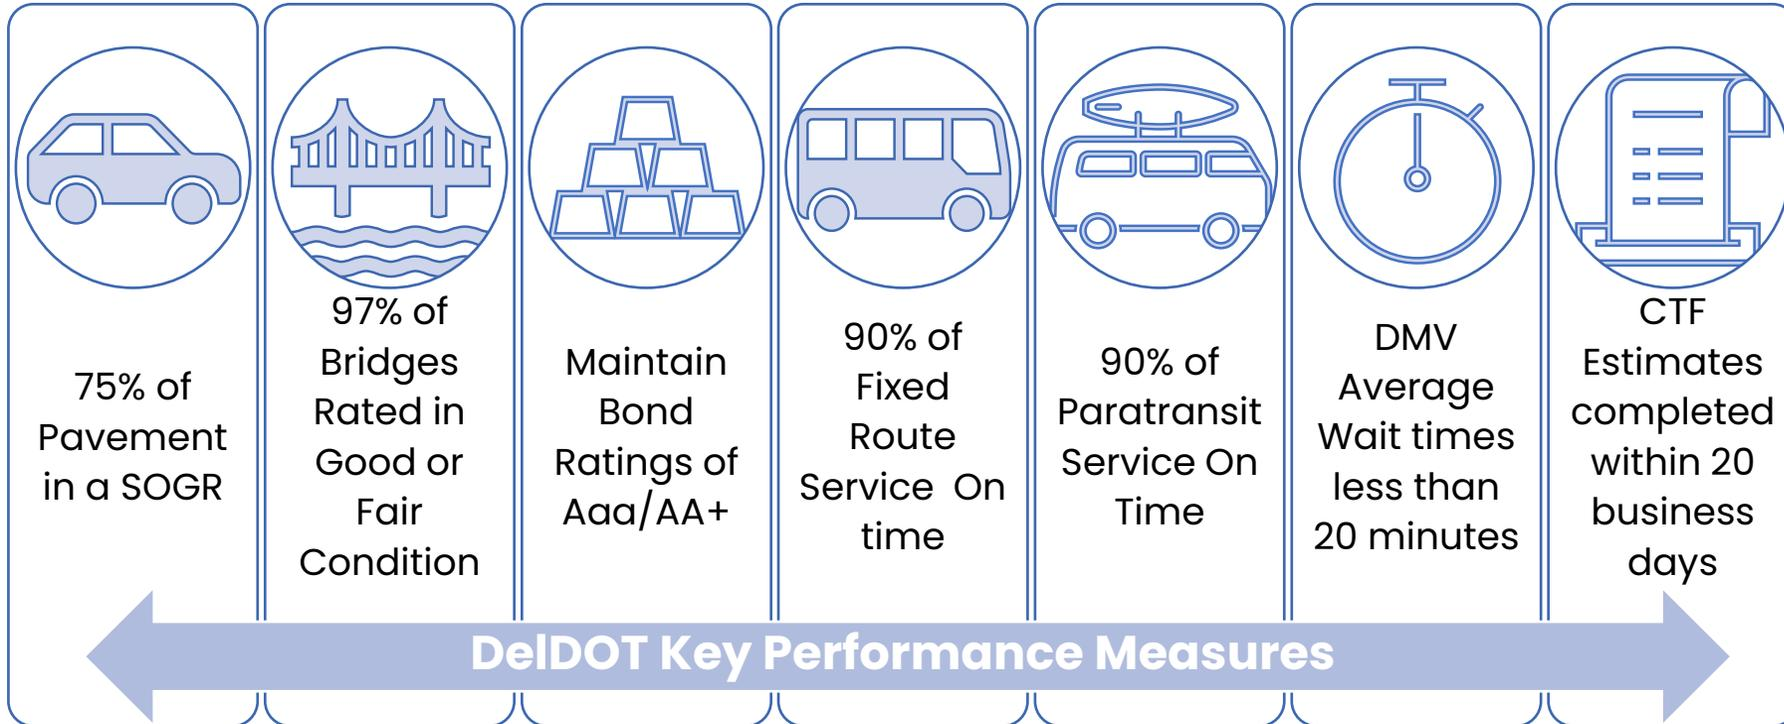 75% of
Pavement
in a SOGR
97% of
Bridges
Rated in
Good or
Fair
Condition
Maintain
Bond
Ratings of
Aaa/AA+
90% of
Fixed
Route
Service  On
time
90% of
Paratransit
Service On
Time
DMV
Average
Wait times
less than
20 minutes
CTF
Estimates
completed
within 20
business
days
DelDOT Key Performance Measures